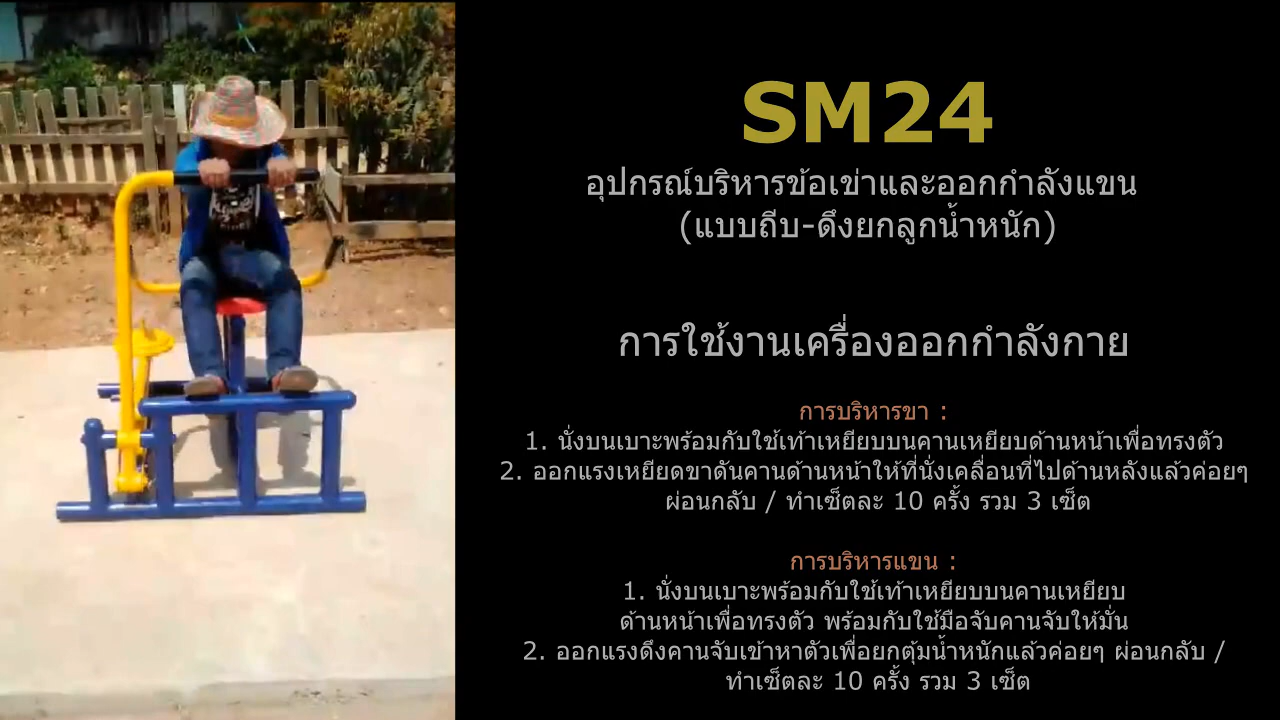 SM24
อุปกรณ์บริหารข้อเข่าและออกกำลังแขน
(แบบถีบ-ดึงยกลูกน้ำหนัก)
การใช้งานเครื่องออกกำลังกาย
การบริหารขา :
1. นั่งบนเบาะพร้อมกับใช้เท้าเหยียบบนคานเหยียบด้านหน้าเพื่อทรงตัว
2. ออกแรงเหยียดขาดันคานด้านหน้าให้ที่นั่งเคลื่อนที่ไปด้านหลังแล้วค่อยๆ
ผ่อนกลับ / ทำเซ็ตละ 10 ครั้ง รวม 3 เซ็ต
การบริหารแขน :
1. นั่งบนเบาะพร้อมกับใช้เท้าเหยียบบนคานเหยียบ
ด้านหน้าเพื่อทรงตัว พร้อมกับใช้มือจับคานจับให้มั่น
2. ออกแรงดึงคานจับเข้าหาตัวเพื่อยกตุ้มน้ำหนักแล้วค่อยๆ ผ่อนกลับ /
ทำเซ็ตละ 10 ครั้ง รวม 3 เซ็ต